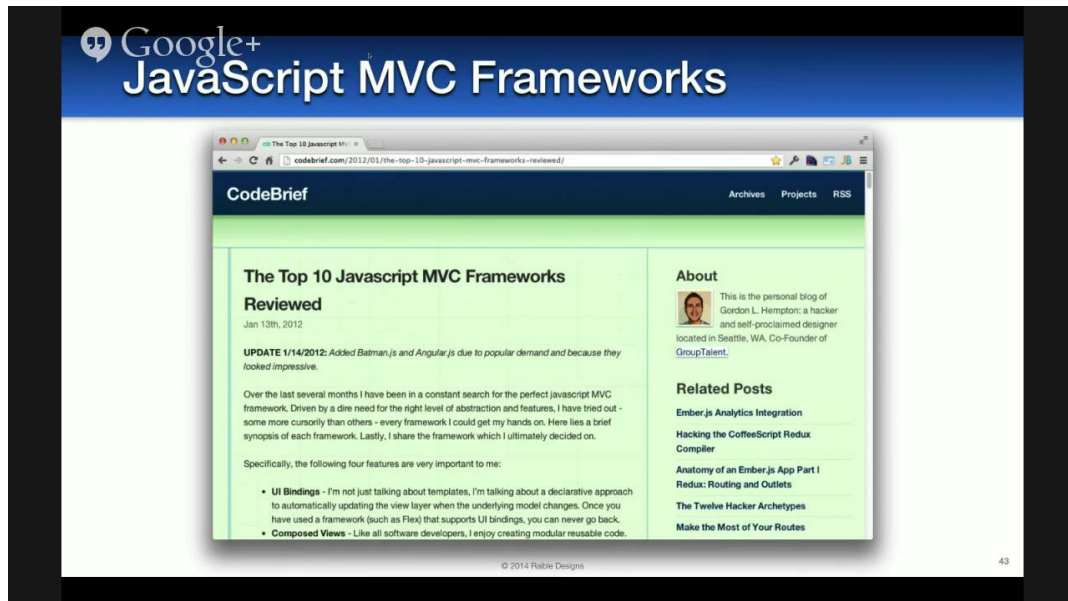 Google+
JavaScript MVC Frameworks
The Top 10 Javascript MV
codebrief.com/2012/01/the-top-10-javascript-mvc-frameworks-reviewed/
CodeBrief
Archives Projects RSS
The Top 10 Javascript MVC Frameworks
Reviewed
Jan 13th, 2012
UPDATE 1/14/2012: Added Batman.js and Angular.js due to popular demand and because they
looked impressive.
Over the last several months I have been in a constant search for the perfect javascript MVC
framework. Driven by a dire need for the right level of abstraction and features, I have tried out -
some more cursorily than others - every framework I could get my hands on. Here lies a brief
synopsis of each framework. Lastly, I share the framework which I ultimately decided on.
Specifically, the following four features are very important to me:
• UI Bindings - I'm not just talking about templates, I'm talking about a declarative approach
to automatically updating the view layer when the underlying model changes. Once you
have used a framework (such as Flex) that supports UI bindings, you can never go back.
• Composed Views - Like all software developers, I enjoy creating modular reusable code.
About
This is the personal blog of
Gordon L. Hempton: a hacker
and self-proclaimed designer
located in Seattle, WA. Co-Founder of
GroupTalent.
Related Posts
Ember.js Analytics Integration
Hacking the CoffeeScript Redux
Compiler
Anatomy of an Ember.js App Part I
Redux: Routing and Outlets
The Twelve Hacker Archetypes
Make the Most of Your Routes
© 2014 Raible Designs
43